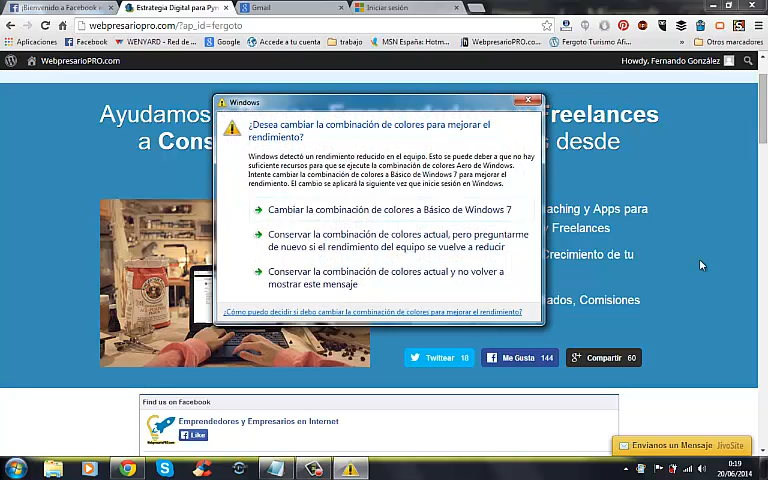 ¡Bienvenido a Facebook
Estrategia Digital para Pym
Gmail
Iniciar sesión
webpresariopro.com/?ap_id=fergoto
Aplicaciones
Facebook
WENYARD - Red de ...
Google
Accede a tu cuenta
trabajo
MSN España: Hotm...
WebpresarioPRO.co...
Fergoto Turismo Afi...
Otros marcadores
WebpresarioPRO.com
Howdy, Fernando González
Ayudamos
Freelances
a Cons
s desde
Windows
¿Desea cambiar la combinación de colores para mejorar el
rendimiento?
Windows detectó un rendimiento reducido en el equipo. Esto se puede deber a que no hay
suficiente recursos para que se ejecute la combinación de colores Aero de Windows.
Intente cambiar la combinación de colores a Básico de Windows 7 para mejorar el
rendimiento. El cambio se aplicará la siguiente vez que inicie sesión en Windows.
Cambiar la combinación de colores a Básico de Windows 7
Conservar la combinación de colores actual, pero preguntarme
de nuevo si el rendimiento del equipo se vuelve a reducir
Conservar la combinación de colores actual y no volver a
mostrar este mensaje
¿Cómo puedo decidir si debo cambiar la combinación de colores para mejorar el rendimiento?
aching y Apps para
y Freelances
Crecimiento de tu
ados, Comisiones
Twittear 18
Me Gusta 144
Compartir 60
Find us on Facebook
Emprendedores y Empresarios en Internet
Like
WebpresarioPRO.com
Envíanos un Mensaje JivoSite
0:19
20/06/2014